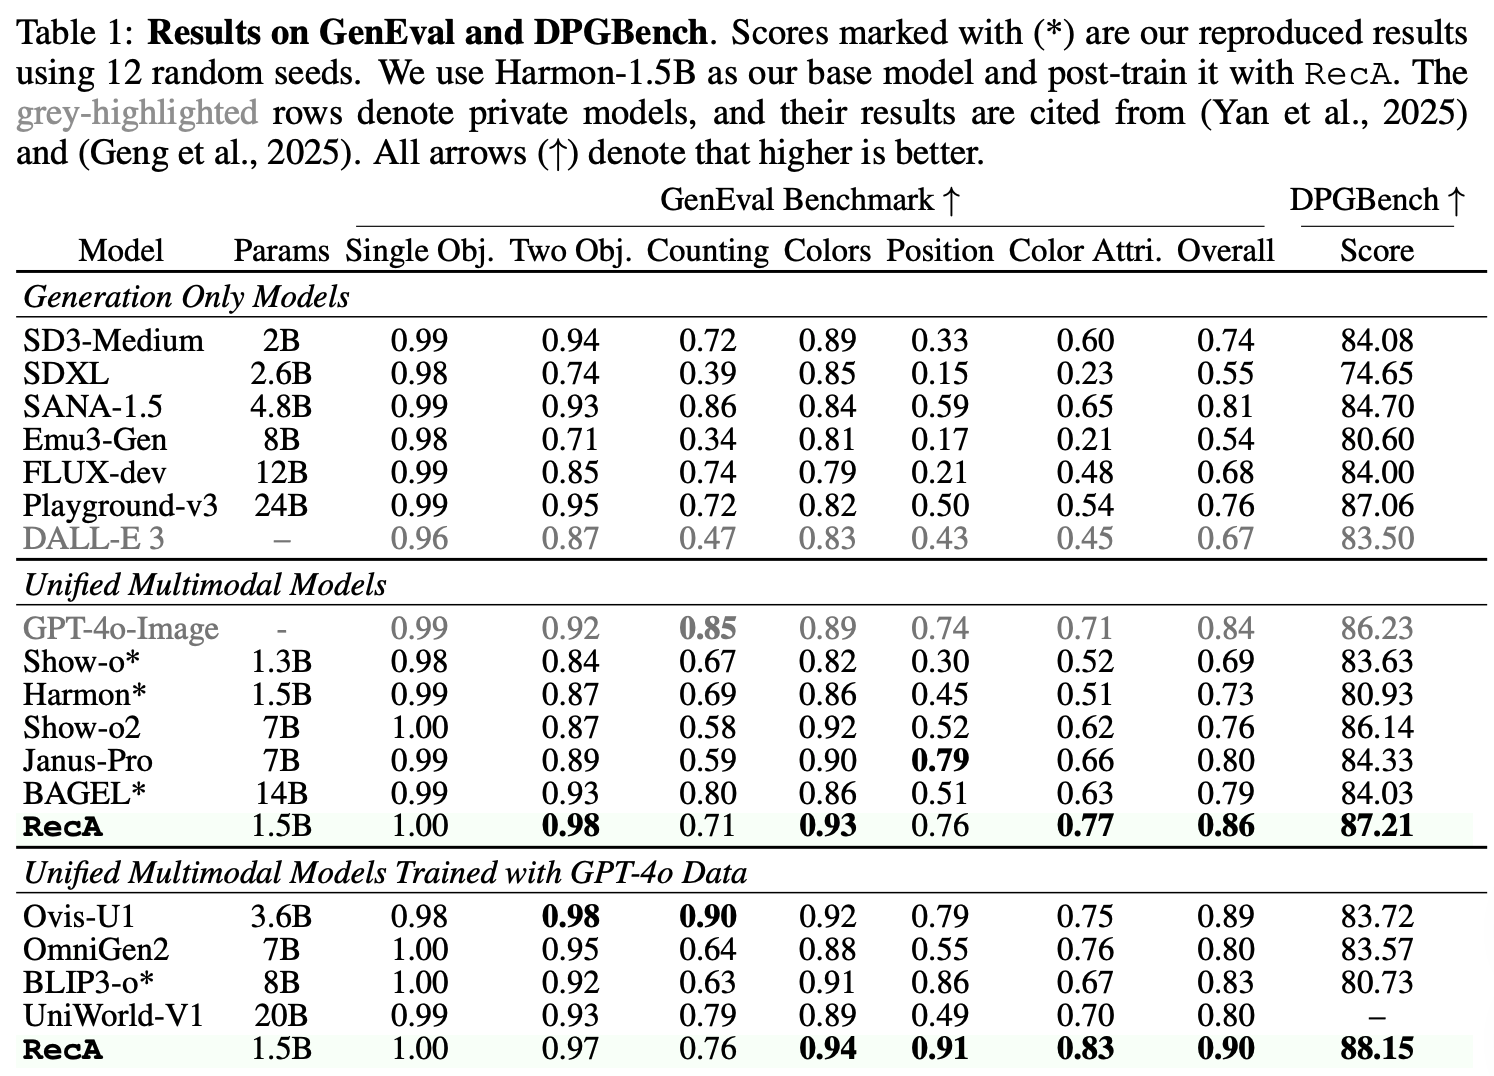 Table 1: Results on GenEval and DPGBench. Scores marked with (*) are our reproduced results
using 12 random seeds. We use Harmon-1.5B as our base model and post-train it with RecA. The
grey-highlighted rows denote private models, and their results are cited from (Yan et al., 2025)
and (Geng et al., 2025). All arrows (↑) denote that higher is better.
GenEval Benchmark ↑ DPGBench ↑
Model Params Single Obj. Two Obj. Counting Colors Position Color Attri. Overall Score
Generation Only Models
SD3-Medium 2B 0.99 0.94 0.72 0.89 0.33 0.60 0.74 84.08
SDXL 2.6B 0.98 0.74 0.39 0.85 0.15 0.23 0.55 74.65
SANA-1.5 4.8B 0.99 0.93 0.86 0.84 0.59 0.65 0.81 84.70
Emu3-Gen 8B 0.98 0.71 0.34 0.81 0.17 0.21 0.54 80.60
FLUX-dev 12B 0.99 0.85 0.74 0.79 0.21 0.48 0.68 84.00
Playground-v3 24B 0.99 0.95 0.72 0.82 0.50 0.54 0.76 87.06
DALL-E 3 – 0.96 0.87 0.47 0.83 0.43 0.45 0.67 83.50
Unified Multimodal Models
GPT-4o-Image - 0.99 0.92 0.85 0.89 0.74 0.71 0.84 86.23
Show-o* 1.3B 0.98 0.84 0.67 0.82 0.30 0.52 0.69 83.63
Harmon* 1.5B 0.99 0.87 0.69 0.86 0.45 0.51 0.73 80.93
Show-o2 7B 1.00 0.87 0.58 0.92 0.52 0.62 0.76 86.14
Janus-Pro 7B 0.99 0.89 0.59 0.90 0.79 0.66 0.80 84.33
BAGEL* 14B 0.99 0.93 0.80 0.86 0.51 0.63 0.79 84.03
RecA 1.5B 1.00 0.98 0.71 0.93 0.76 0.77 0.86 87.21
Unified Multimodal Models Trained with GPT-4o Data
Ovis-U1 3.6B 0.98 0.98 0.90 0.92 0.79 0.75 0.89 83.72
OmniGen2 7B 1.00 0.95 0.64 0.88 0.55 0.76 0.80 83.57
BLIP3-o* 8B 1.00 0.92 0.63 0.91 0.86 0.67 0.83 80.73
UniWorld-V1 20B 0.99 0.93 0.79 0.89 0.49 0.70 0.80 –
RecA 1.5B 1.00 0.97 0.76 0.94 0.91 0.83 0.90 88.15